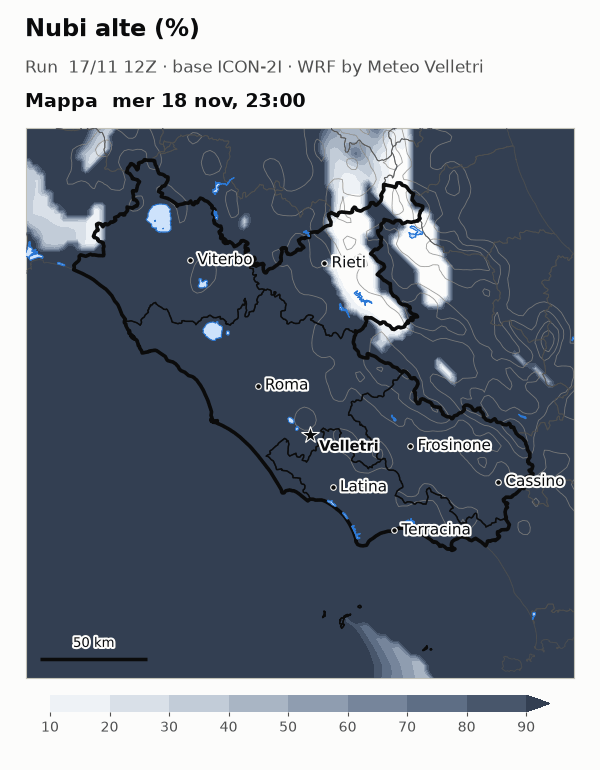 Nubi alte (%)
Run  17/11 12Z · base ICON-2I · WRF by Meteo Velletri
Mappa  mer 18 nov, 23:00
Viterbo
Rieti
Roma
Velletri
Frosinone
Latina
Cassino
Terracina
50 km
10 20 30 40 50 60 70 80 90